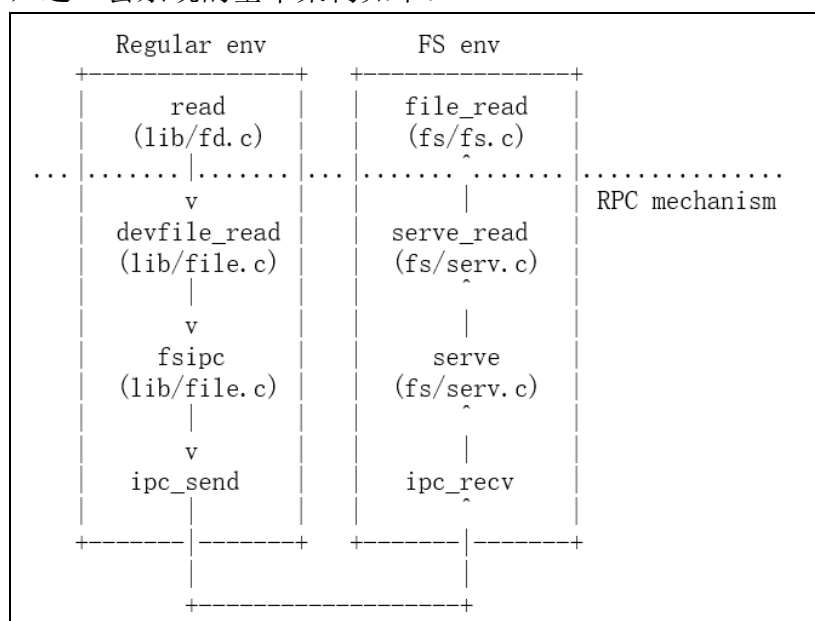 Regular env FS env
+---------------+ +---------------+
| read | | file_read |
| (lib/fd.c) | | (fs/fs.c) |
...|.......|.......|...|.......^.......|...............
| v | | | | RPC mechanism
| devfile_read | | serve_read |
| (lib/file.c) | | (fs/serv.c) |
| | | | ^ |
| v | | | |
| fsipc | | serve |
| (lib/file.c) | | (fs/serv.c) |
| | | | ^ |
| v | | | |
| ipc_send | | ipc_recv |
| | | | ^ |
+-------|-------+ +-------|-------+
| |
+-------------------+